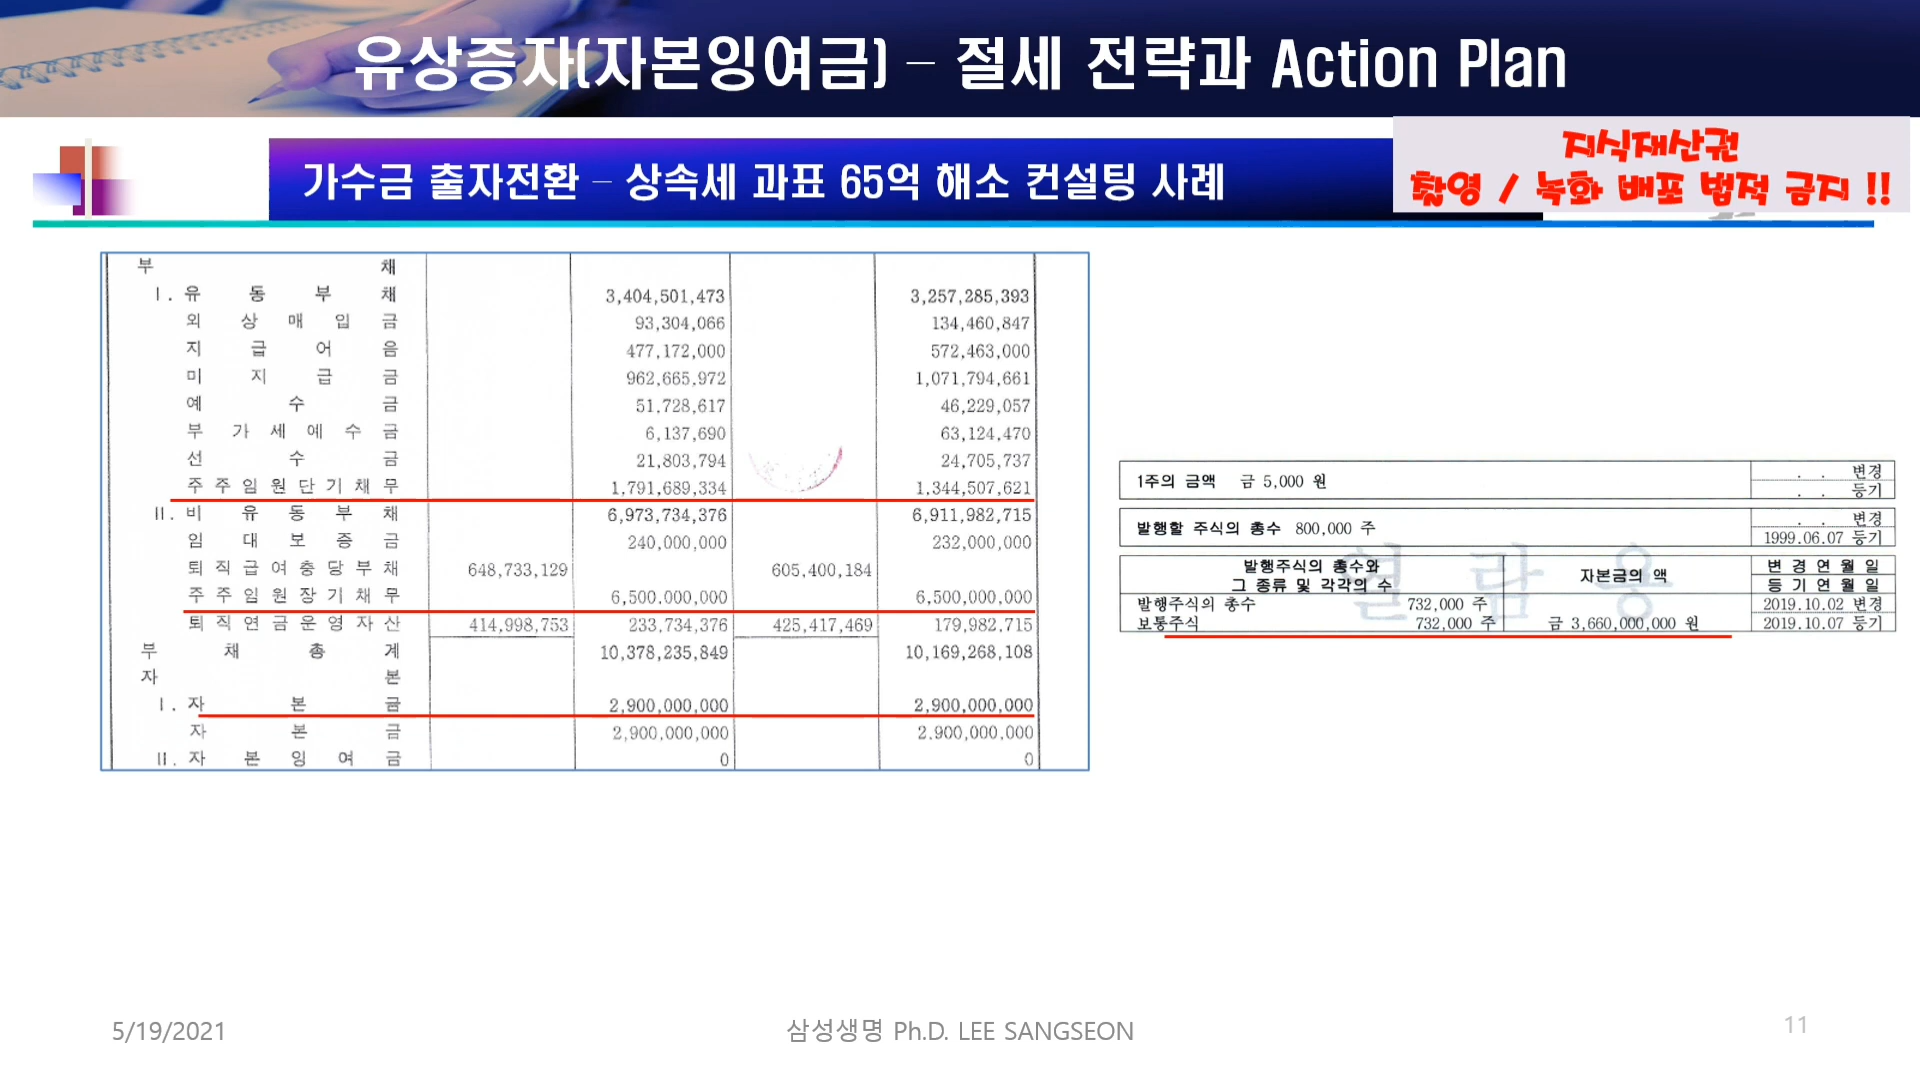 유상증자(자본잉여금) – 절세 전략과 Action Plan
가수금 출자전환 – 상속세 과표 65억 해소 컨설팅 사례
지식재산권
촬영 / 녹화 배포 법적 금지 !!
부 채
I. 유 동 부 채 3,404,501,473 3,257,285,393
외 상 매 입 금 93,304,066 134,460,847
지 급 어 음 477,172,000 572,463,000
미 지 급 금 962,665,972 1,071,794,661
예 수 금 51,728,617 46,229,057
부 가 세 예 수 금 6,137,690 63,124,470
선 수 금 21,803,794 24,705,737
주 주 임 원 단 기 채 무 1,791,689,334 1,344,507,621
II. 비 유 동 부 채 6,973,734,376 6,911,982,715
임 대 보 증 금 240,000,000 232,000,000
퇴 직 급 여 충 당 부 채 648,733,129 605,400,184
주 주 임 원 장 기 채 무 6,500,000,000 6,500,000,000
퇴 직 연 금 운 영 자 산 414,998,753 233,734,376 425,417,469 179,982,715
부 채 총 계 10,378,235,849 10,169,268,108
자 본
I. 자 본 금 2,900,000,000 2,900,000,000
자 본 금 2,900,000,000 2,900,000,000
II. 자 본 잉 여 금 0 0
1주의 금액 금 5,000 원 . . 변경
. . 등기
발행할 주식의 총수 800,000 주 . . 변경
1999.06.07 등기
발행주식의 총수와 그 종류 및 각각의 수 자본금의 액 변 경 연 월 일
등 기 연 월 일
발행주식의 총수 732,000 주 2019.10.02 변경
보통주식 732,000 주 금 3,660,000,000 원 2019.10.07 등기
열 람 용
5/19/2021
삼성생명 Ph.D. LEE SANGSEON
11